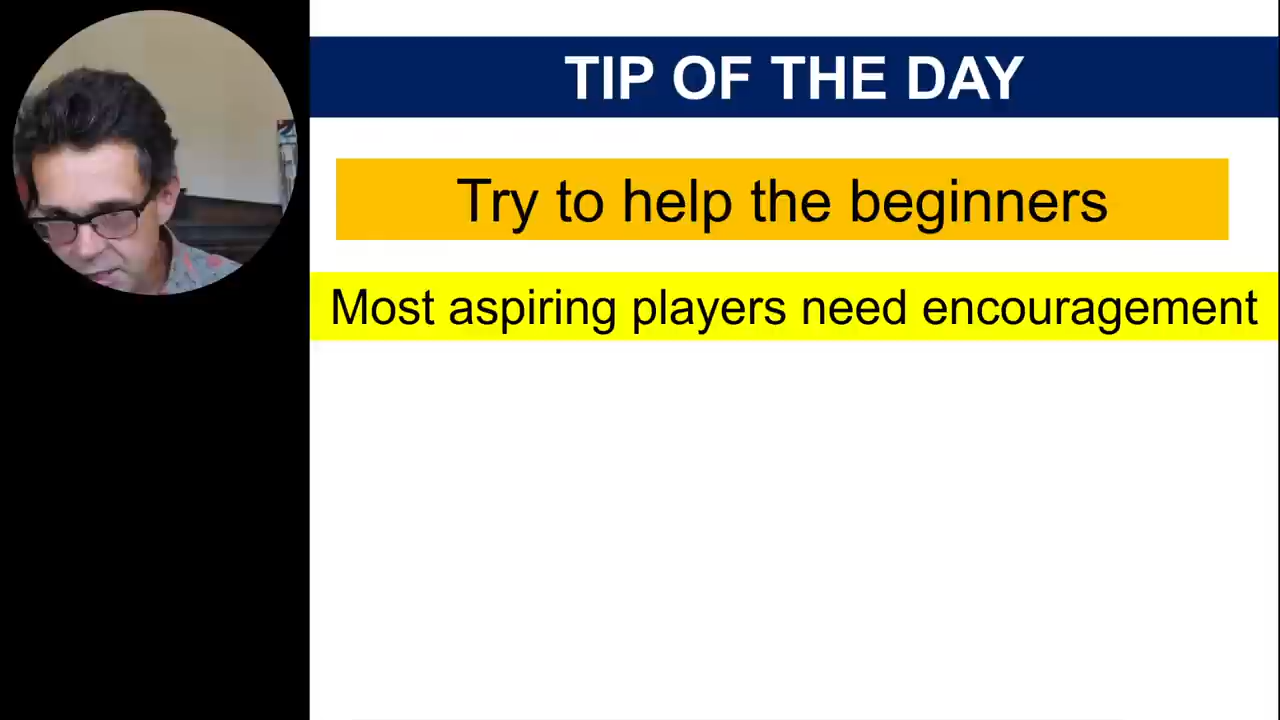 TIP OF THE DAY
Try to help the beginners
Most aspiring players need encouragement